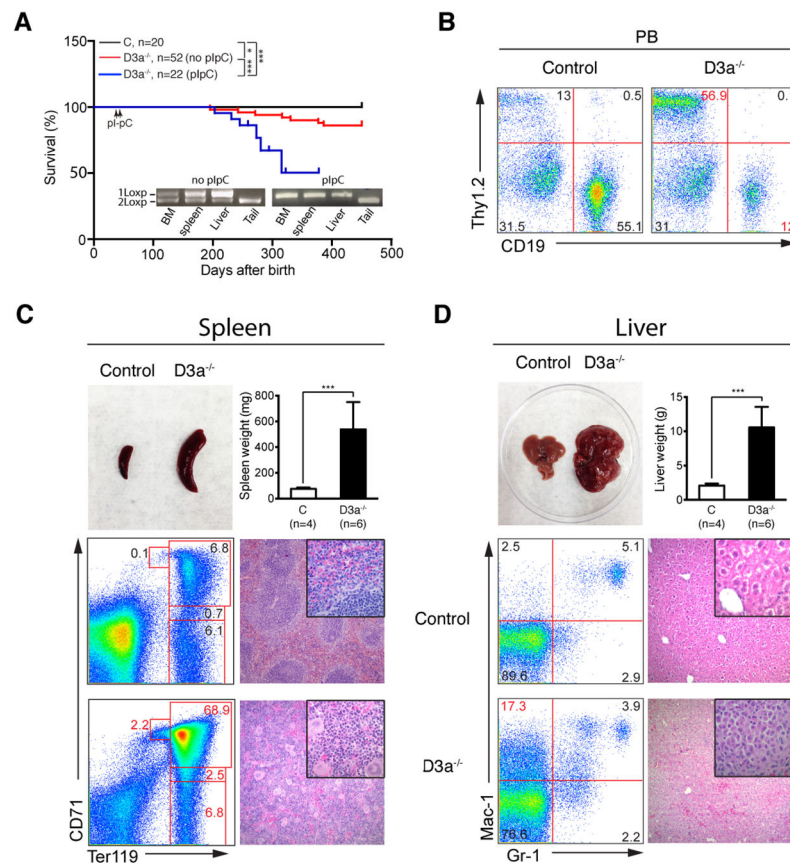 A
C, n=20
D3a-/-, n=52 (no pIpC)
D3a-/-, n=22 (pIpC)
*
***
***
150
100
50
0
Survival (%)
pI-pC
no pIpC
pIpC
1Loxp
2Loxp
BM
spleen
Liver
Tail
BM
spleen
Liver
Tail
0
100
200
300
400
500
Days after birth
B
PB
Control
D3a-/-
13
0.5
31.5
55.1
56.9
31
Thy1.2
CD19
C
Spleen
Control
D3a-/-
Spleen weight (mg)
800
600
400
200
0
***
C
(n=4)
D3a-/-
(n=6)
0.1
6.8
0.7
6.1
2.2
68.9
2.5
6.8
CD71
Ter119
D
Liver
Control
D3a-/-
Liver weight (g)
15
10
5
0
***
C
(n=4)
D3a-/-
(n=6)
Control
2.5
5.1
89.6
2.9
D3a-/-
17.3
3.9
76.6
2.2
Mac-1
Gr-1